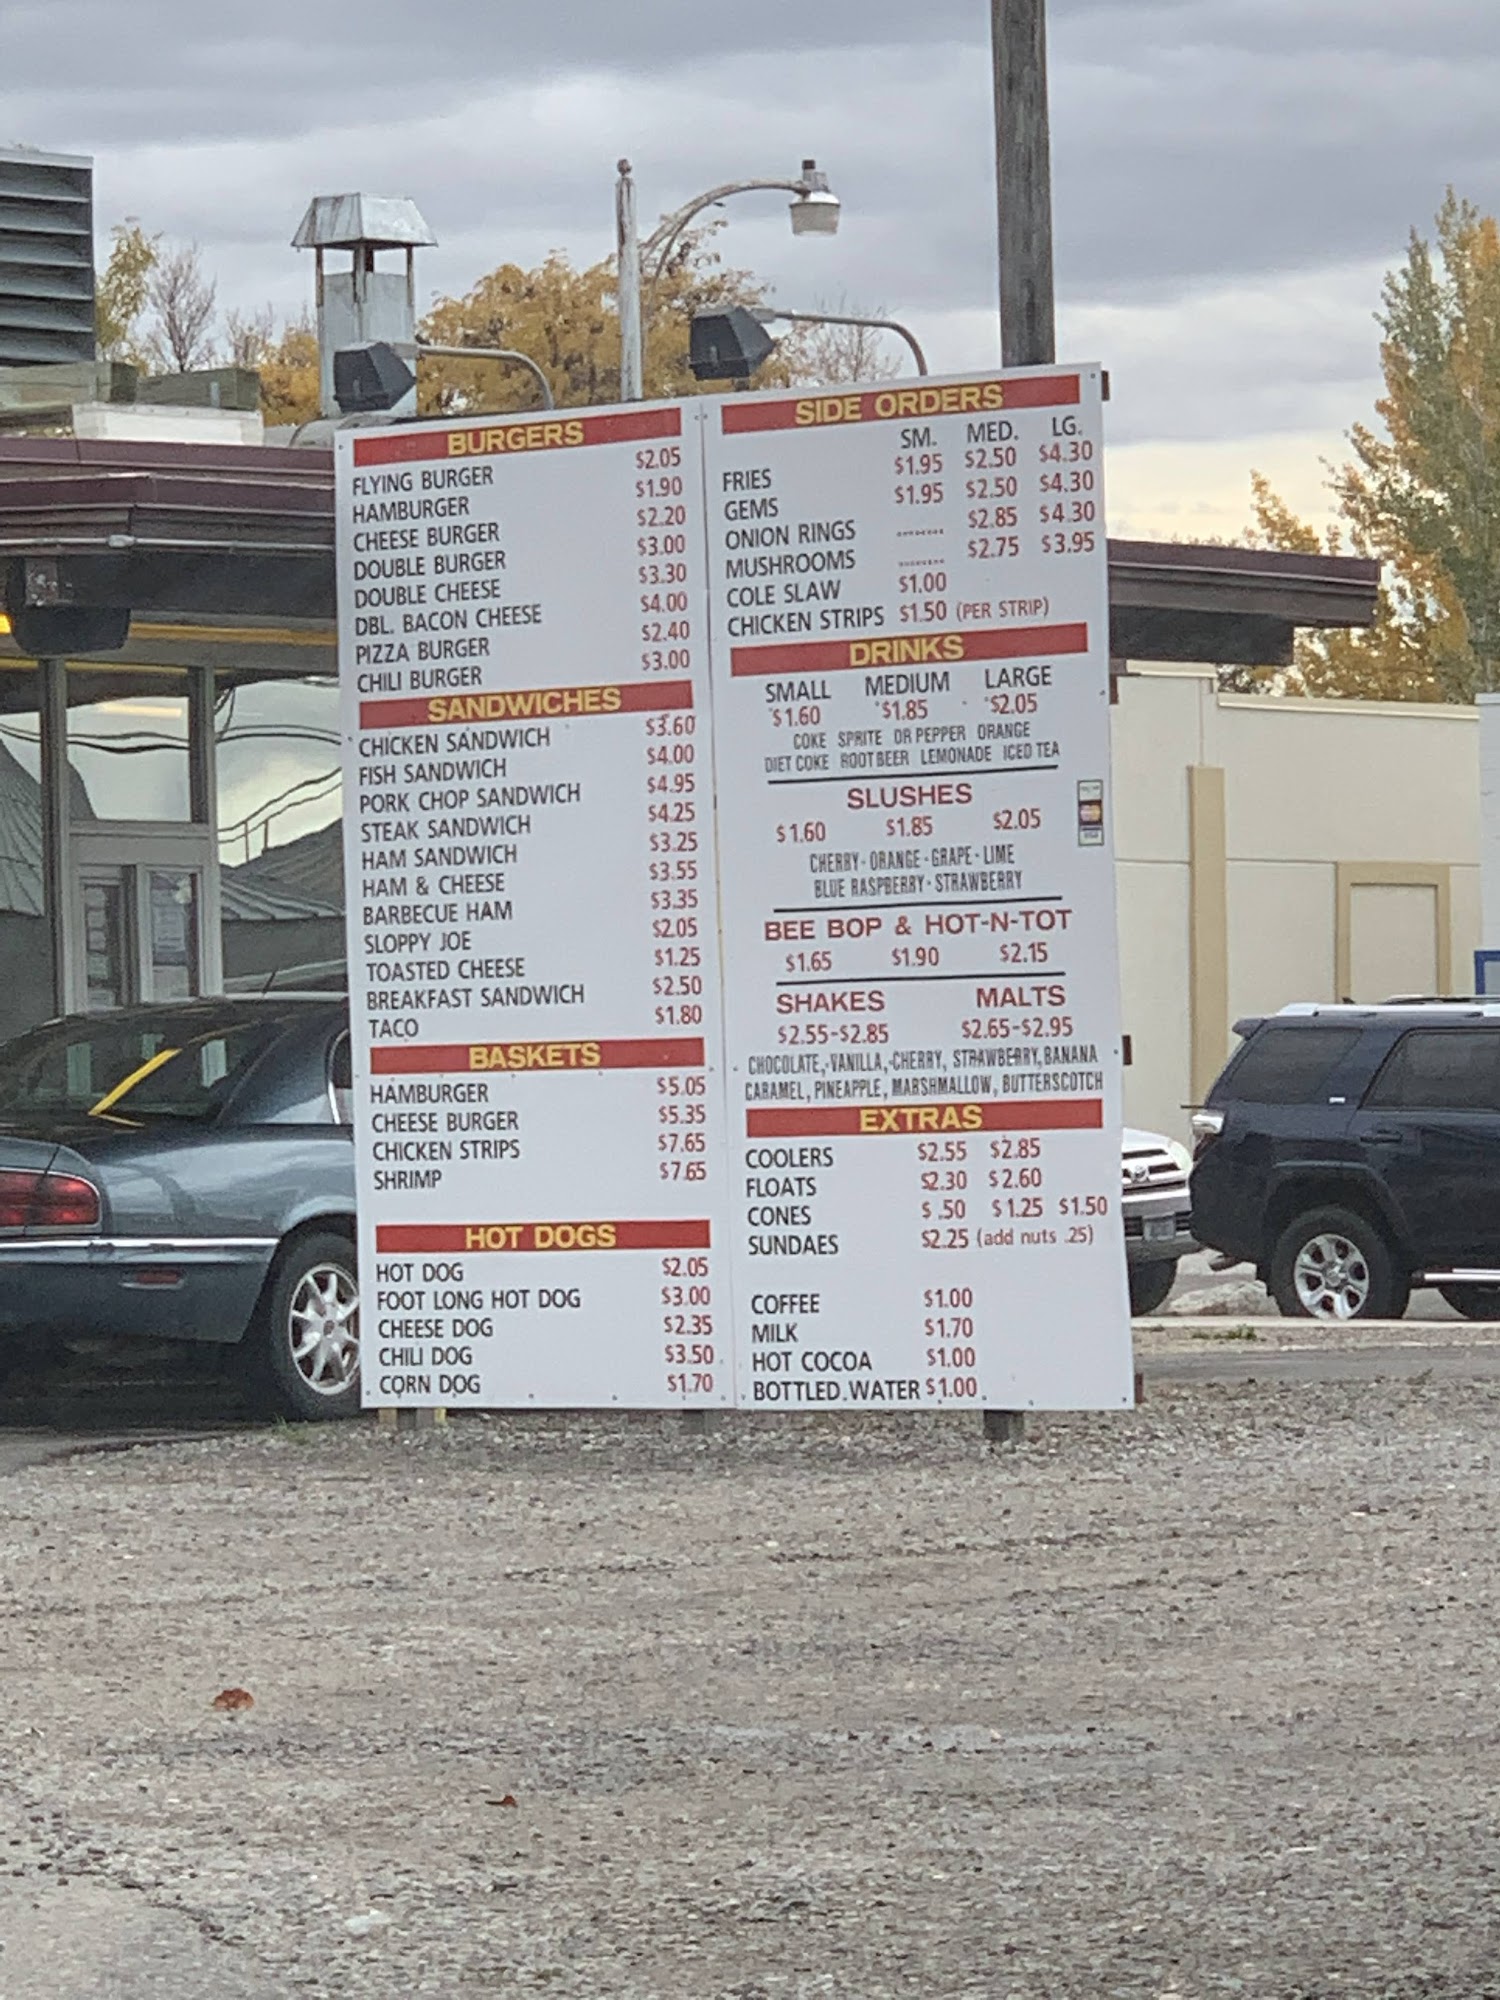 BURGERS
FLYING BURGER $2.05
HAMBURGER $1.90
CHEESE BURGER $2.20
DOUBLE BURGER $3.00
DOUBLE CHEESE $3.30
DBL. BACON CHEESE $4.00
PIZZA BURGER $2.40
CHILI BURGER $3.00
SANDWICHES
CHICKEN SANDWICH $3.60
FISH SANDWICH $4.00
PORK CHOP SANDWICH $4.95
STEAK SANDWICH $4.25
HAM SANDWICH $3.25
HAM & CHEESE $3.55
BARBECUE HAM $3.35
SLOPPY JOE $2.05
TOASTED CHEESE $1.25
BREAKFAST SANDWICH $2.50
TACO $1.80
BASKETS
HAMBURGER $5.05
CHEESE BURGER $5.35
CHICKEN STRIPS $7.65
SHRIMP $7.65
HOT DOGS
HOT DOG $2.05
FOOT LONG HOT DOG $3.00
CHEESE DOG $2.35
CHILI DOG $3.50
CORN DOG $1.70
SIDE ORDERS
SM. MED. LG.
FRIES $1.95 $2.50 $4.30
GEMS $1.95 $2.50 $4.30
ONION RINGS ........ $2.85 $4.30
MUSHROOMS ........ $2.75 $3.95
COLE SLAW $1.00
CHICKEN STRIPS $1.50 (PER STRIP)
DRINKS
SMALL MEDIUM LARGE
$1.60 $1.85 $2.05
COKE SPRITE DR PEPPER ORANGE
DIET COKE ROOTBEER LEMONADE ICED TEA
SLUSHES
$1.60 $1.85 $2.05
CHERRY - ORANGE - GRAPE - LIME
BLUE RASPBERRY - STRAWBERRY
BEE BOP & HOT-N-TOT
$1.65 $1.90 $2.15
SHAKES MALTS
$2.55-$2.85 $2.65-$2.95
CHOCOLATE, VANILLA, CHERRY, STRAWBERRY, BANANA
CARAMEL, PINEAPPLE, MARSHMALLOW, BUTTERSCOTCH
EXTRAS
COOLERS $2.55 $2.85
FLOATS $2.30 $2.60
CONES $ .50 $1.25 $1.50
SUNDAES $2.25 (add nuts .25)
COFFEE $1.00
MILK $1.70
HOT COCOA $1.00
BOTTLED WATER $1.00